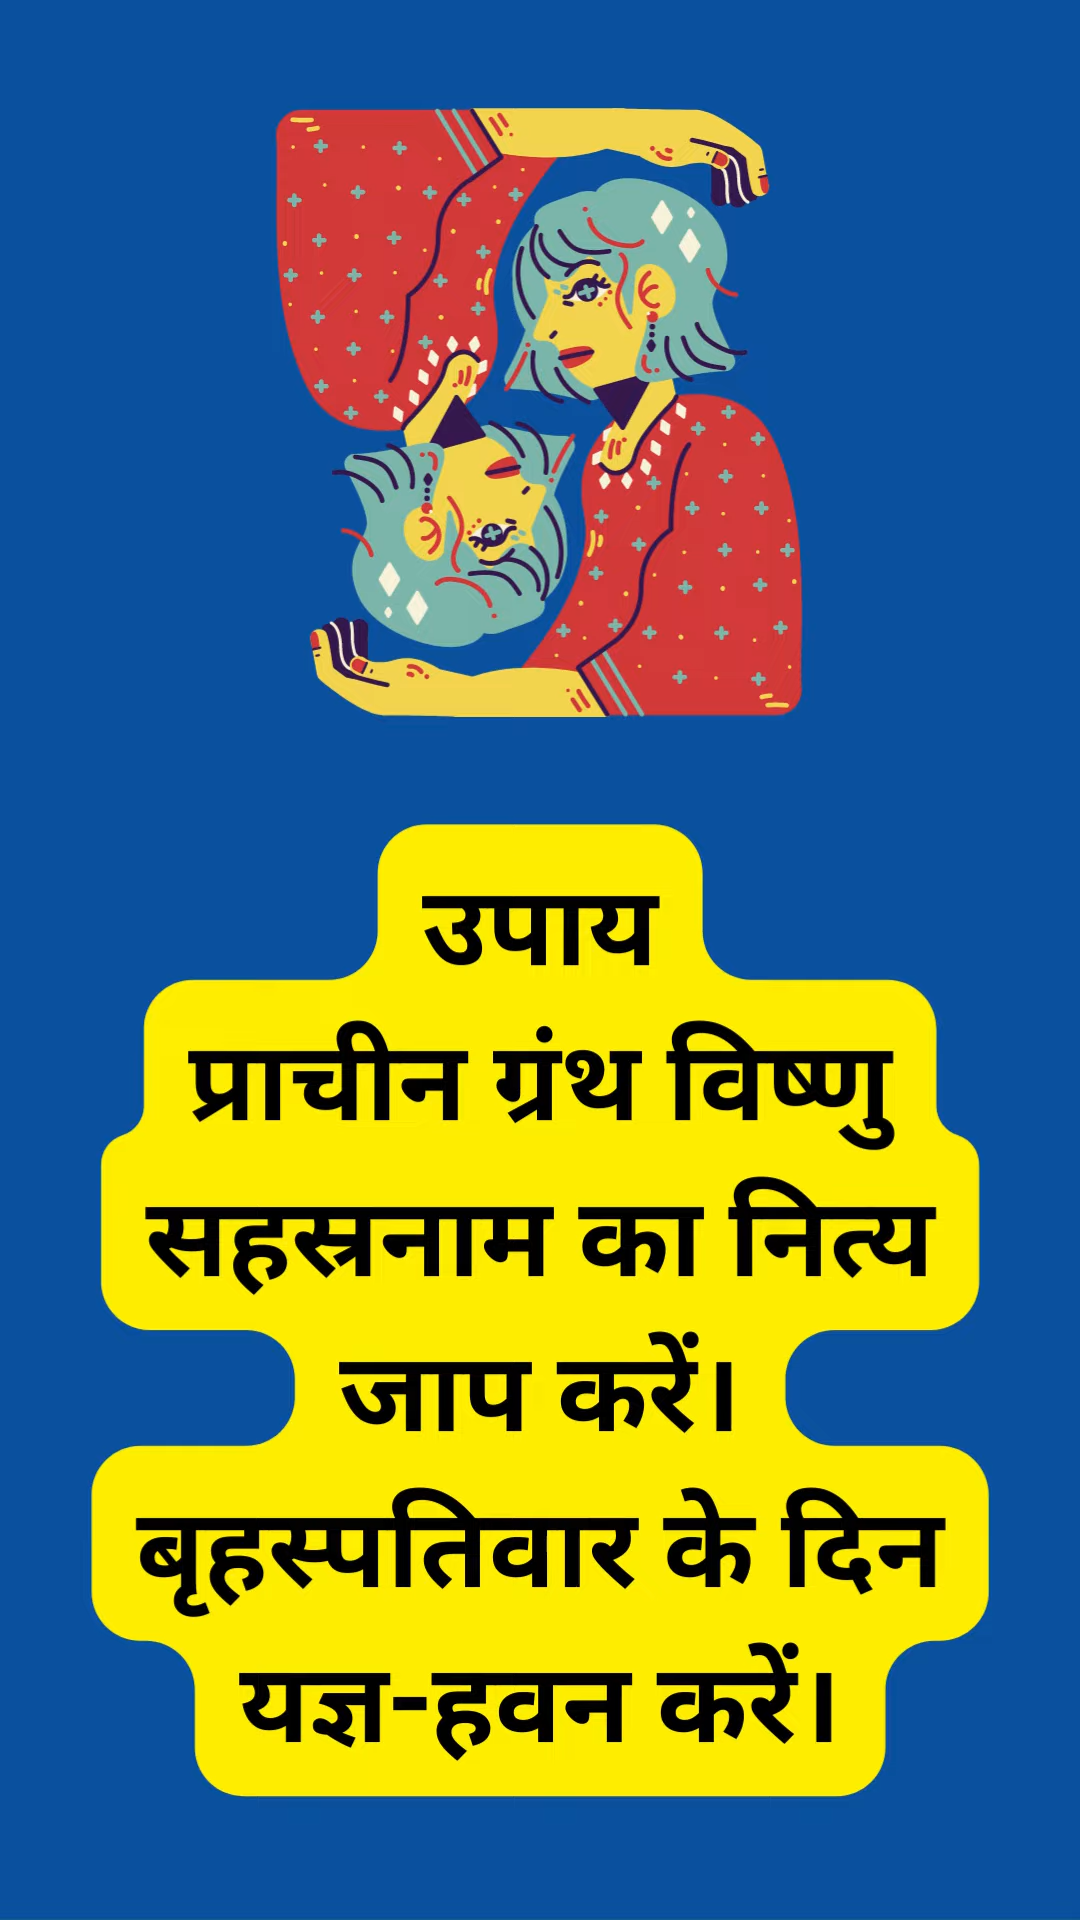 उपाय
प्राचीन ग्रंथ विष्णु
सहस्रनाम का नित्य
जाप करें।
बृहस्पतिवार के दिन
यज्ञ-हवन करें।